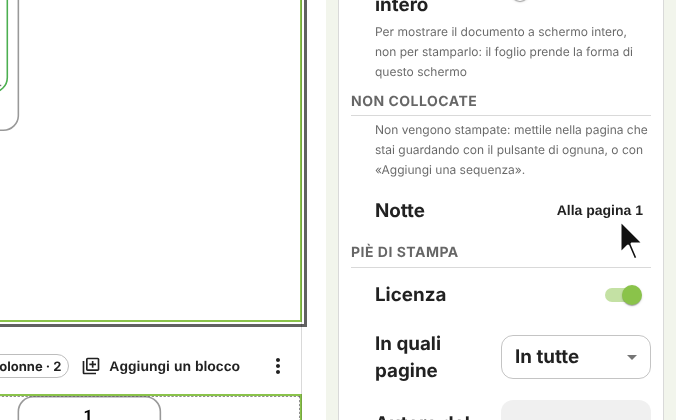 intero
Per mostrare il documento a schermo intero,
non per stamparlo: il foglio prende la forma di
questo schermo
NON COLLOCATE
Non vengono stampate: mettile nella pagina che
stai guardando con il pulsante di ognuna, o con
«Aggiungi una sequenza».
Notte
Alla pagina 1
PIÈ DI STAMPA
Licenza
In quali
pagine
In tutte
olonne · 2
Aggiungi un blocco
1